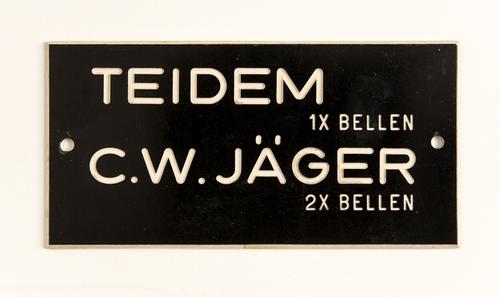 TEIDEM
1X BELLEN
C.W. JÄGER
2X BELLEN